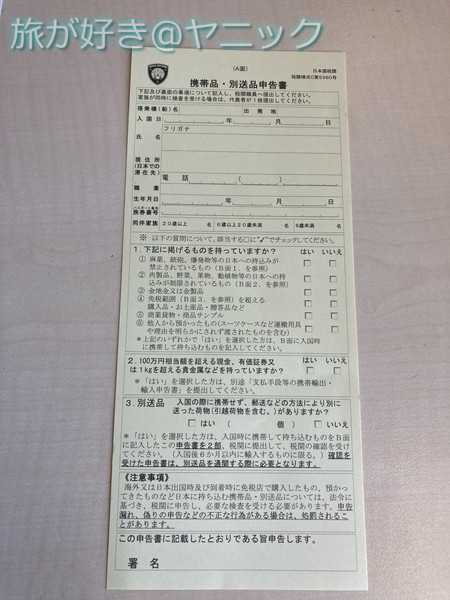 旅が好き@ヤニック
（A面）
日本国税関
税関様式C第5360号
携帯品・別送品申告書
下記及び裏面の事項について記入し、税関職員へ提出してください。
家族が同時に検査を受ける場合は、代表者が1枚提出してください。
搭乗機（船）名 出発地
入国日 年 月 日
フリガナ
氏名
現住所
（日本での
滞在先）
電話 （ ）
職業
生年月日 年 月 日
パスポート番号
旅券番号
同伴家族 20歳以上 名 6歳以上20歳未満 名 6歳未満 名
※ 以下の質問について、該当する□に"✓"でチェックしてください。
1．下記に掲げるものを持っていますか？ はい いいえ
① 麻薬、銃砲、爆発物等の日本への持込みが
禁止されているもの（B面1．を参照）
② 肉製品、野菜、果物、動植物等の日本への持
込みが制限されているもの（B面2．を参照）
③ 金地金又は金製品
④ 免税範囲（B面3．を参照）を超える
購入品・お土産品・贈答品など
⑤ 商業貨物・商品サンプル
⑥ 他人から預かったもの（スーツケースなど運搬用具
や理由を明らかにされず渡されたものを含む）
＊上記のいずれかで「はい」を選択した方は、B面に入国時
に携帯して持ち込むものを記入してください。
2．100万円相当額を超える現金、有価証券又 はい いいえ
は1kgを超える貴金属などを持っていますか？
＊「はい」を選択した方は、別途「支払手段等の携帯輸出・
輸入申告書」を提出してください。
3．別送品 入国の際に携帯せず、郵送などの方法により別に
送った荷物（引越荷物を含む。）がありますか？
□はい （ 個） □いいえ
＊「はい」を選択した方は、入国時に携帯して持ち込むものをB面
に記入したこの申告書を2部、税関に提出して、税関の確認を受け
てください。（入国後6か月以内に輸入するものに限る。）確認を
受けた申告書は、別送品を通関する際に必要となります。
《注意事項》
海外又は日本出国時及び到着時に免税店で購入したもの、預かっ
てきたものなど日本に持ち込む携帯品・別送品については、法令に
基づき、税関に申告し、必要な検査を受ける必要があります。申告
漏れ、偽りの申告などの不正な行為がある場合は、処罰されるこ
とがあります。
この申告書に記載したとおりである旨申告します。
署名